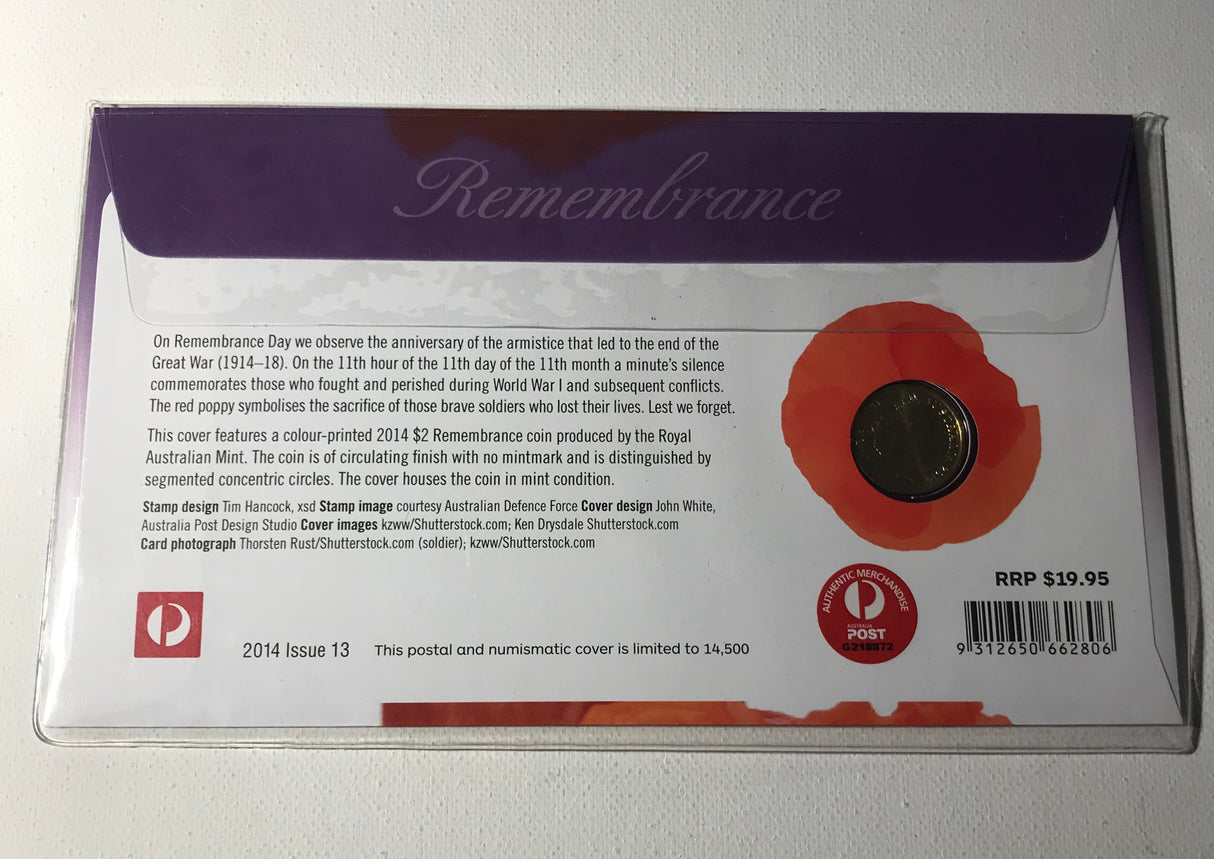 Remembrance
On Remembrance Day we observe the anniversary of the armistice that led to the end of the
Great War (1914–18). On the 11th hour of the 11th day of the 11th month a minute's silence
commemorates those who fought and perished during World War I and subsequent conflicts.
The red poppy symbolises the sacrifice of those brave soldiers who lost their lives. Lest we forget.
This cover features a colour-printed 2014 $2 Remembrance coin produced by the Royal
Australian Mint. The coin is of circulating finish with no mintmark and is distinguished by
segmented concentric circles. The cover houses the coin in mint condition.
Stamp design Tim Hancock, xsd Stamp image courtesy Australian Defence Force Cover design John White,
Australia Post Design Studio Cover images kzww/Shutterstock.com; Ken Drysdale Shutterstock.com
Card photograph Thorsten Rust/Shutterstock.com (soldier); kzww/Shutterstock.com
2014 Issue 13
This postal and numismatic cover is limited to 14,500
AUTHENTIC MERCHANDISE
AUSTRALIA
POST
G218872
RRP $19.95
9 312650 662806